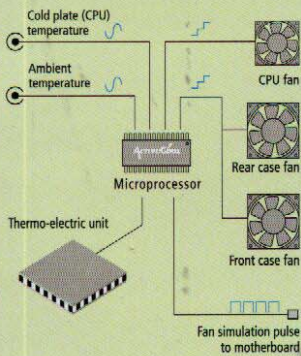 Cold plate (CPU)
temperature
Ambient
temperature
CPU fan
ActiveCool
Rear case fan
Microprocessor
Front case fan
Thermo-electric unit
Fan simulation pulse
to motherboard